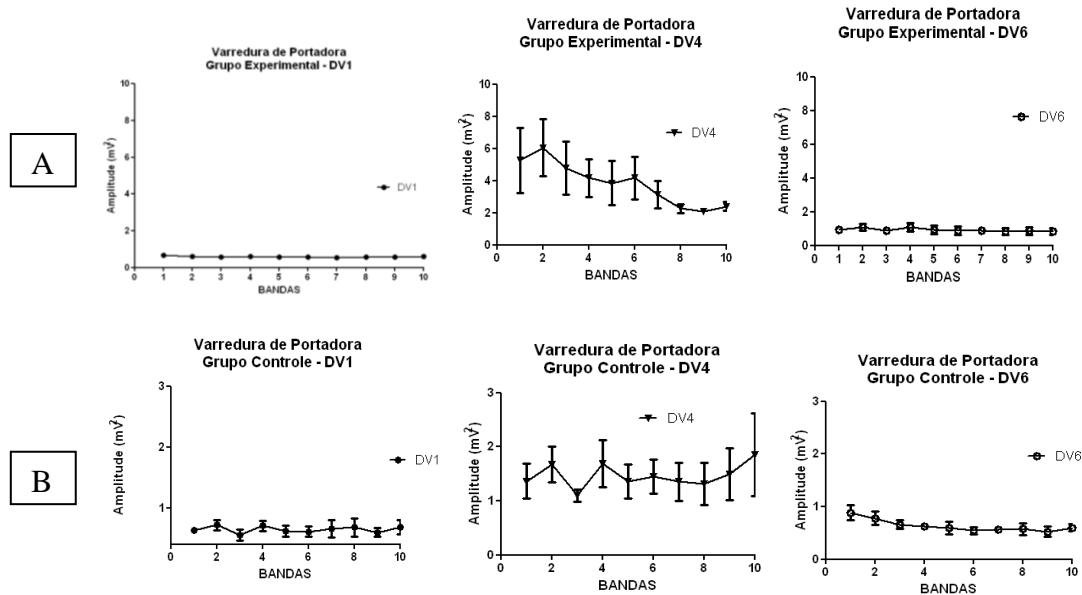 A
Varredura de Portadora
Grupo Experimental - DV1
Amplitude (mV²)
10
8
6
4
2
0
0 1 2 3 4 5 6 7 8 9 10
BANDAS
DV1
Varredura de Portadora
Grupo Experimental - DV4
Amplitude (mV²)
10
8
6
4
2
0
0 2 4 6 8 10
BANDAS
DV4
Varredura de Portadora
Grupo Experimental - DV6
Amplitude (mV²)
10
8
6
4
2
0
0 1 2 3 4 5 6 7 8 9 10
BANDAS
DV6
B
Varredura de Portadora
Grupo Controle - DV1
Amplitude (mV²)
3
2
1
0 2 4 6 8 10
BANDAS
DV1
Varredura de Portadora
Grupo Controle - DV4
Amplitude (mV²)
3
2
1
0
0 2 4 6 8 10
BANDAS
DV4
Varredura de Portadora
Grupo Controle - DV6
Amplitude (mV²)
3
2
1
0
0 2 4 6 8 10
BANDAS
DV6